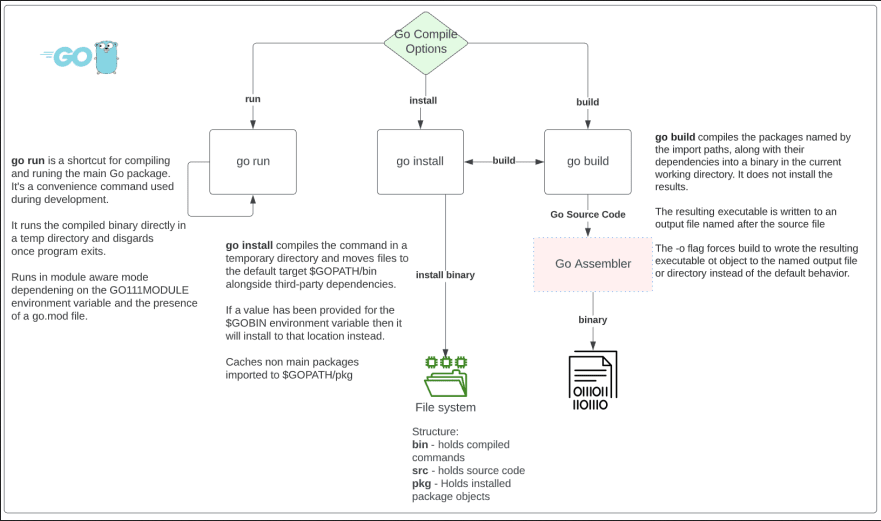 GO
Go Compile
Options
run
install
build
go run
go install
build
go build
go run is a shortcut for compiling
and runing the main Go package.
It's a convenience command used
during development.
It runs the compiled binary directly in
a temp directory and disgards
once program exits.
Runs in module aware mode
dependening on the GO111MODULE
environment variable and the presence
of a go.mod file.
go install compiles the command in a
temporary directory and moves files to
the default target $GOPATH/bin
alongside third-party dependencies.
If a value has been provided for the
$GOBIN environment variable then it
will install to that location instead.
Caches non main packages
imported to $GOPATH/pkg
install binary
File system
Structure:
bin - holds compiled
commands
src - holds source code
pkg - Holds installed
package objects
Go Source Code
Go Assembler
binary
OIIIOII
IIOIIIO
go build compiles the packages named by
the import paths, along with their
dependencies into a binary in the current
working directory. It does not install the
results.
The resulting executable is written to an
output file named after the source file
The -o flag forces build to wrote the resulting
executable ot object to the named output file
or directory instead of the default behavior.